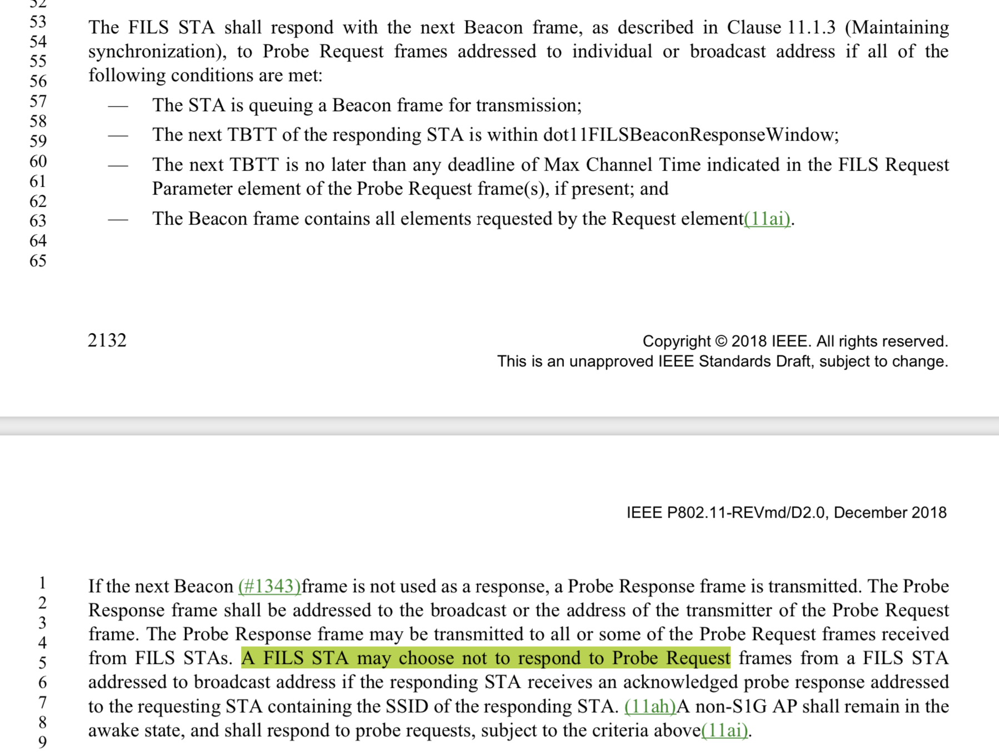 52
53 The FILS STA shall respond with the next Beacon frame, as described in Clause 11.1.3 (Maintaining
54 synchronization), to Probe Request frames addressed to individual or broadcast address if all of the
55
56 following conditions are met:
57 — The STA is queuing a Beacon frame for transmission;
58
59 — The next TBTT of the responding STA is within dot11FILSBeaconResponseWindow;
60 — The next TBTT is no later than any deadline of Max Channel Time indicated in the FILS Request
61 Parameter element of the Probe Request frame(s), if present; and
62
63 — The Beacon frame contains all elements requested by the Request element(11ai).
64
65
2132
Copyright © 2018 IEEE. All rights reserved.
This is an unapproved IEEE Standards Draft, subject to change.
IEEE P802.11-REVmd/D2.0, December 2018
1 If the next Beacon (#1343)frame is not used as a response, a Probe Response frame is transmitted. The Probe
2 Response frame shall be addressed to the broadcast or the address of the transmitter of the Probe Request
3
4 frame. The Probe Response frame may be transmitted to all or some of the Probe Request frames received
5 from FILS STAs. A FILS STA may choose not to respond to Probe Request frames from a FILS STA
6 addressed to broadcast address if the responding STA receives an acknowledged probe response addressed
7 to the requesting STA containing the SSID of the responding STA. (11ah)A non-S1G AP shall remain in the
8 awake state, and shall respond to probe requests, subject to the criteria above(11ai).
9